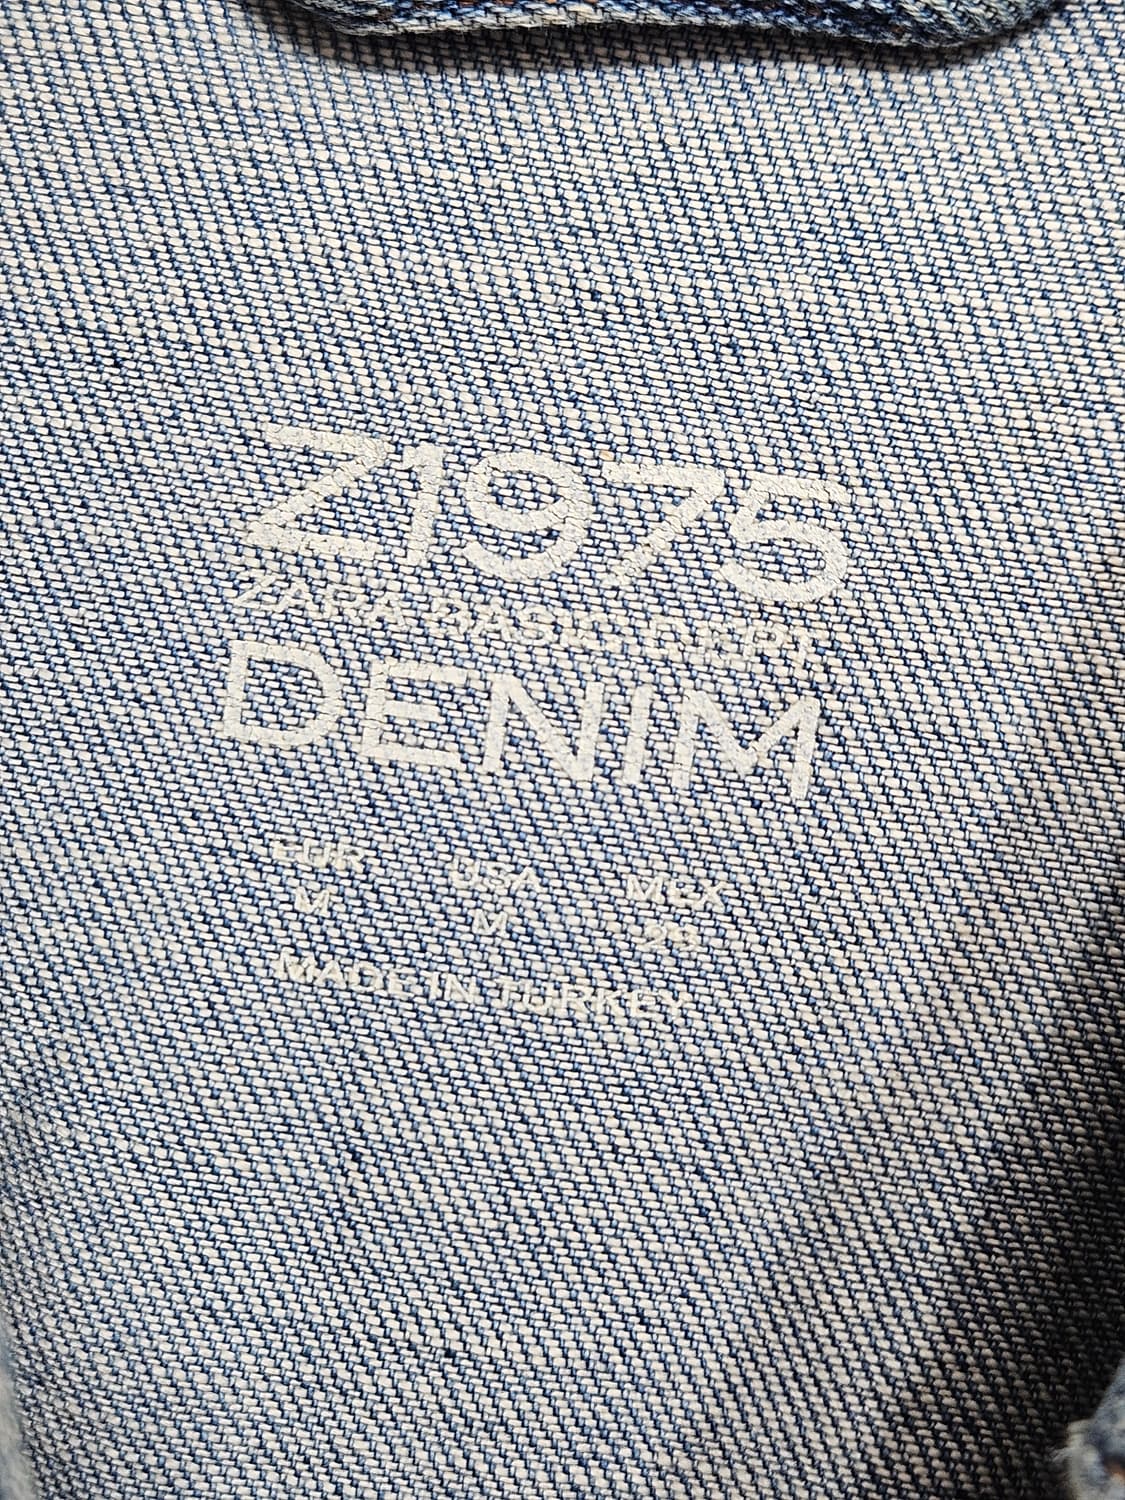 Z1975
ZARA BASIC DEPT
DENIM
EUR USA MEX
M M 28
MADE IN TURKEY